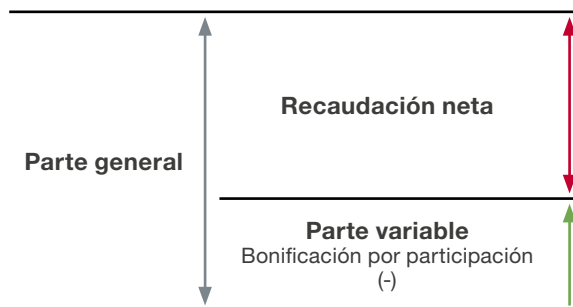 Recaudación neta
Parte general
Parte variable
Bonificación por participación
(-)